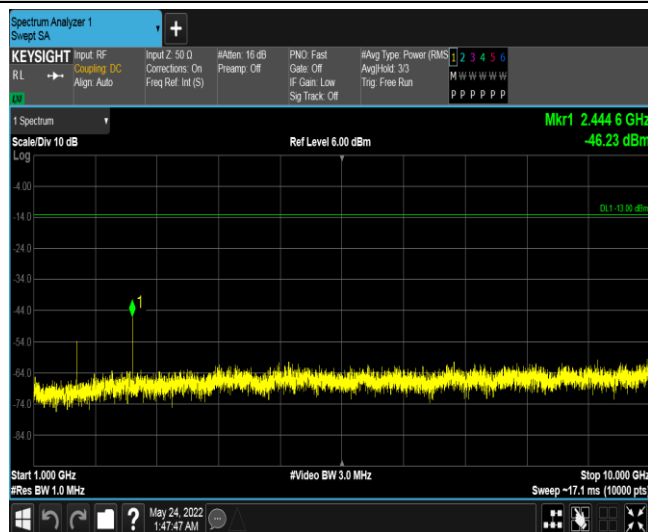 Spectrum Analyzer 1
Swept SA
KEYSIGHT
RL
LXI
Input: RF
Coupling: DC
Align: Auto
Input Z: 50 Ω
Corrections: On
Freq Ref: Int (S)
#Atten: 16 dB
Preamp: Off
PNO: Fast
Gate: Off
IF Gain: Low
Sig Track: Off
#Avg Type: Power (RMS
Avg|Hold: 3/3
Trig: Free Run
1 2 3 4 5 6
M W W W W W
P P P P P P
1 Spectrum
Mkr1 2.444 6 GHz
-46.23 dBm
Scale/Div 10 dB
Ref Level 6.00 dBm
Log
-4.00
DL1 -13.00 dBm
-14.0
-24.0
-34.0
1
-44.0
-54.0
-64.0
-74.0
-84.0
Start 1.000 GHz
#Video BW 3.0 MHz
Stop 10.000 GHz
#Res BW 1.0 MHz
Sweep ~17.1 ms (10000 pts)
?
May 24, 2022
1:47:47 AM